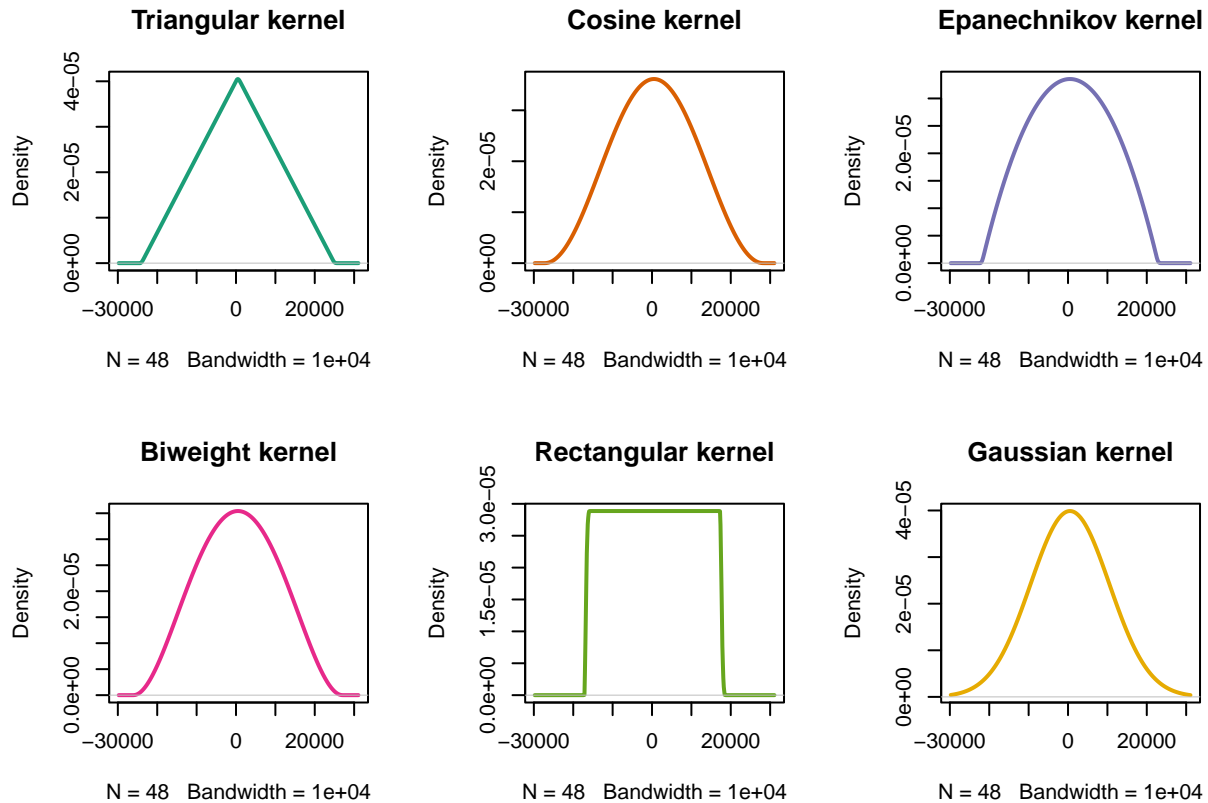 Triangular kernel
Density
0e+00 2e−05 4e−05
−30000 0 20000
N = 48 Bandwidth = 1e+04
Cosine kernel
Density
0e+00 2e−05
−30000 0 20000
N = 48 Bandwidth = 1e+04
Epanechnikov kernel
Density
0.0e+00 2.0e−05
−30000 0 20000
N = 48 Bandwidth = 1e+04
Biweight kernel
Density
0.0e+00 2.0e−05
−30000 0 20000
N = 48 Bandwidth = 1e+04
Rectangular kernel
Density
0.0e+00 1.5e−05 3.0e−05
−30000 0 20000
N = 48 Bandwidth = 1e+04
Gaussian kernel
Density
0e+00 2e−05 4e−05
−30000 0 20000
N = 48 Bandwidth = 1e+04